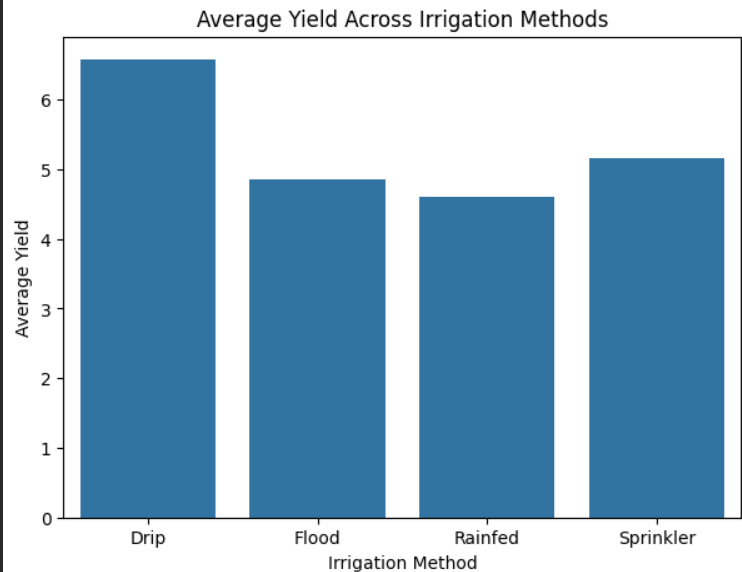 Average Yield Across Irrigation Methods
Average Yield
6
5
4
3
2
1
0
Drip Flood Rainfed Sprinkler
Irrigation Method